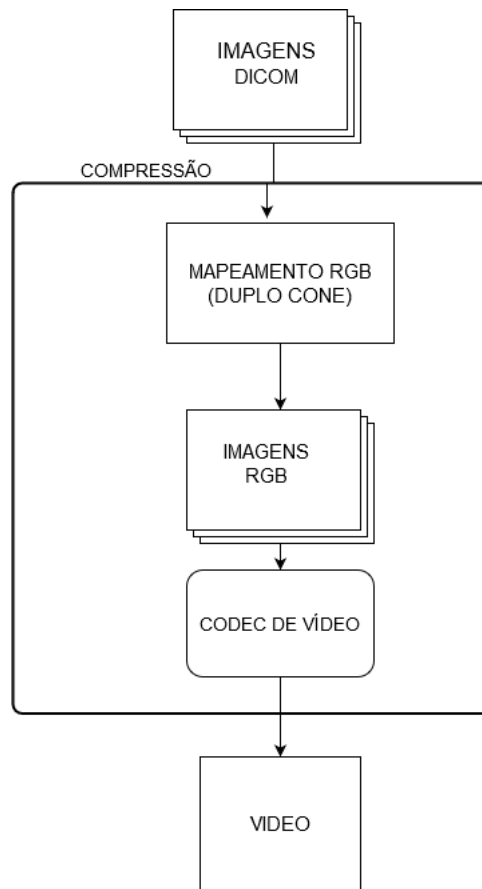 IMAGENS
DICOM
COMPRESSÃO
MAPEAMENTO RGB
(DUPLO CONE)
IMAGENS
RGB
CODEC DE VÍDEO
VIDEO